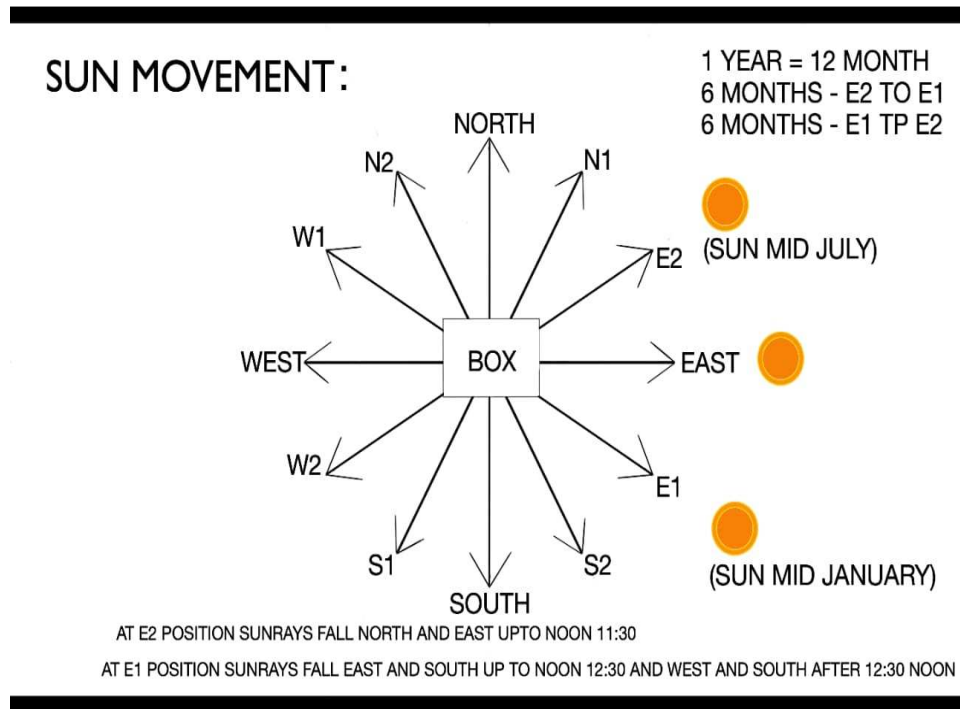 SUN MOVEMENT:
1 YEAR = 12 MONTH
6 MONTHS - E2 TO E1
6 MONTHS - E1 TP E2
NORTH
N2
N1
W1
E2
(SUN MID JULY)
WEST
BOX
EAST
W2
E1
S1
S2
(SUN MID JANUARY)
SOUTH
AT E2 POSITION SUNRAYS FALL NORTH AND EAST UPTO NOON 11:30
AT E1 POSITION SUNRAYS FALL EAST AND SOUTH UP TO NOON 12:30 AND WEST AND SOUTH AFTER 12:30 NOON